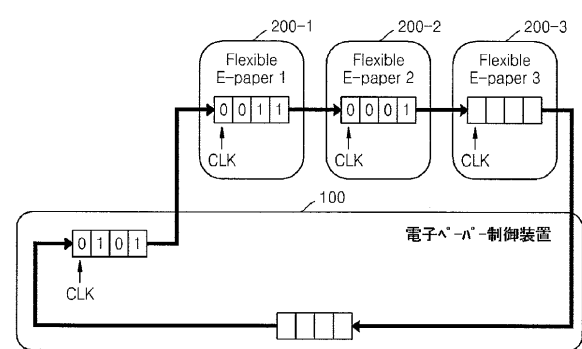 200-1
200-2
200-3
Flexible
E-paper 1
Flexible
E-paper 2
Flexible
E-paper 3
0 0 1 1
0 0 0 1
CLK
CLK
CLK
100
電子ペーパー制御装置
0 1 0 1
CLK